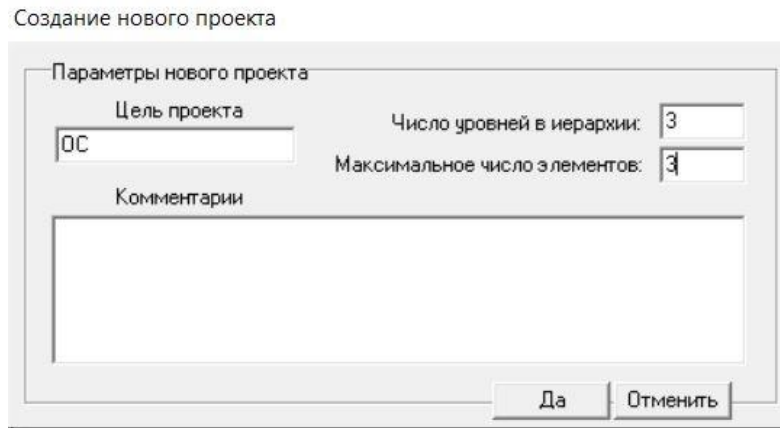 Создание нового проекта
Параметры нового проекта
Цель проекта
ОС
Число уровней в иерархии: 3
Максимальное число элементов: 3
Комментарии
Да Отменить